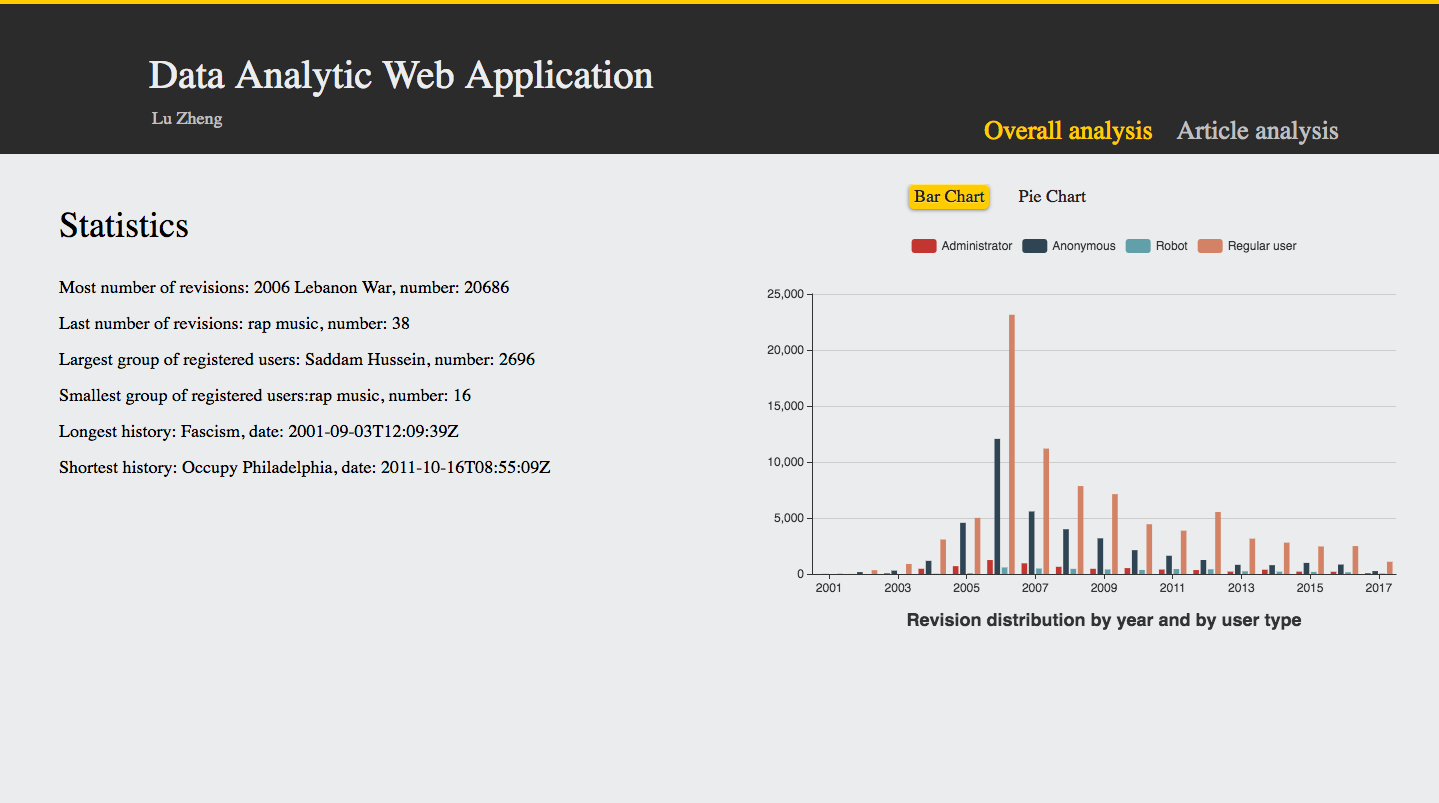 Data Analytic Web Application
Lu Zheng
Overall analysis Article analysis
Statistics
Most number of revisions: 2006 Lebanon War, number: 20686
Last number of revisions: rap music, number: 38
Largest group of registered users: Saddam Hussein, number: 2696
Smallest group of registered users:rap music, number: 16
Longest history: Fascism, date: 2001-09-03T12:09:39Z
Shortest history: Occupy Philadelphia, date: 2011-10-16T08:55:09Z
Bar Chart Pie Chart
Administrator Anonymous Robot Regular user
25,000
20,000
15,000
10,000
5,000
0
2001 2003 2005 2007 2009 2011 2013 2015 2017
Revision distribution by year and by user type